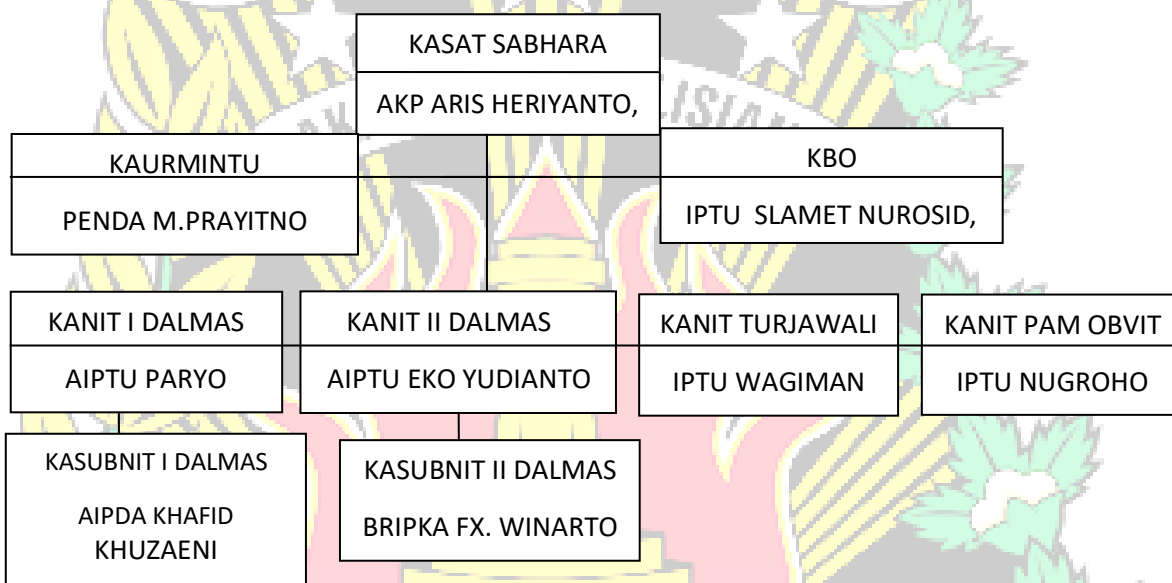 KASAT SABHARA
AKP ARIS HERIYANTO,
KAURMINTU
PENDA M.PRAYITNO
KBO
IPTU SLAMET NUROSID,
KANIT I DALMAS
AIPTU PARYO
KANIT II DALMAS
AIPTU EKO YUDIANTO
KANIT TURJAWALI
IPTU WAGIMAN
KANIT PAM OBVIT
IPTU NUGROHO
KASUBNIT I DALMAS
AIPDA KHAFID
KHUZAENI
KASUBNIT II DALMAS
BRIPKA FX. WINARTO